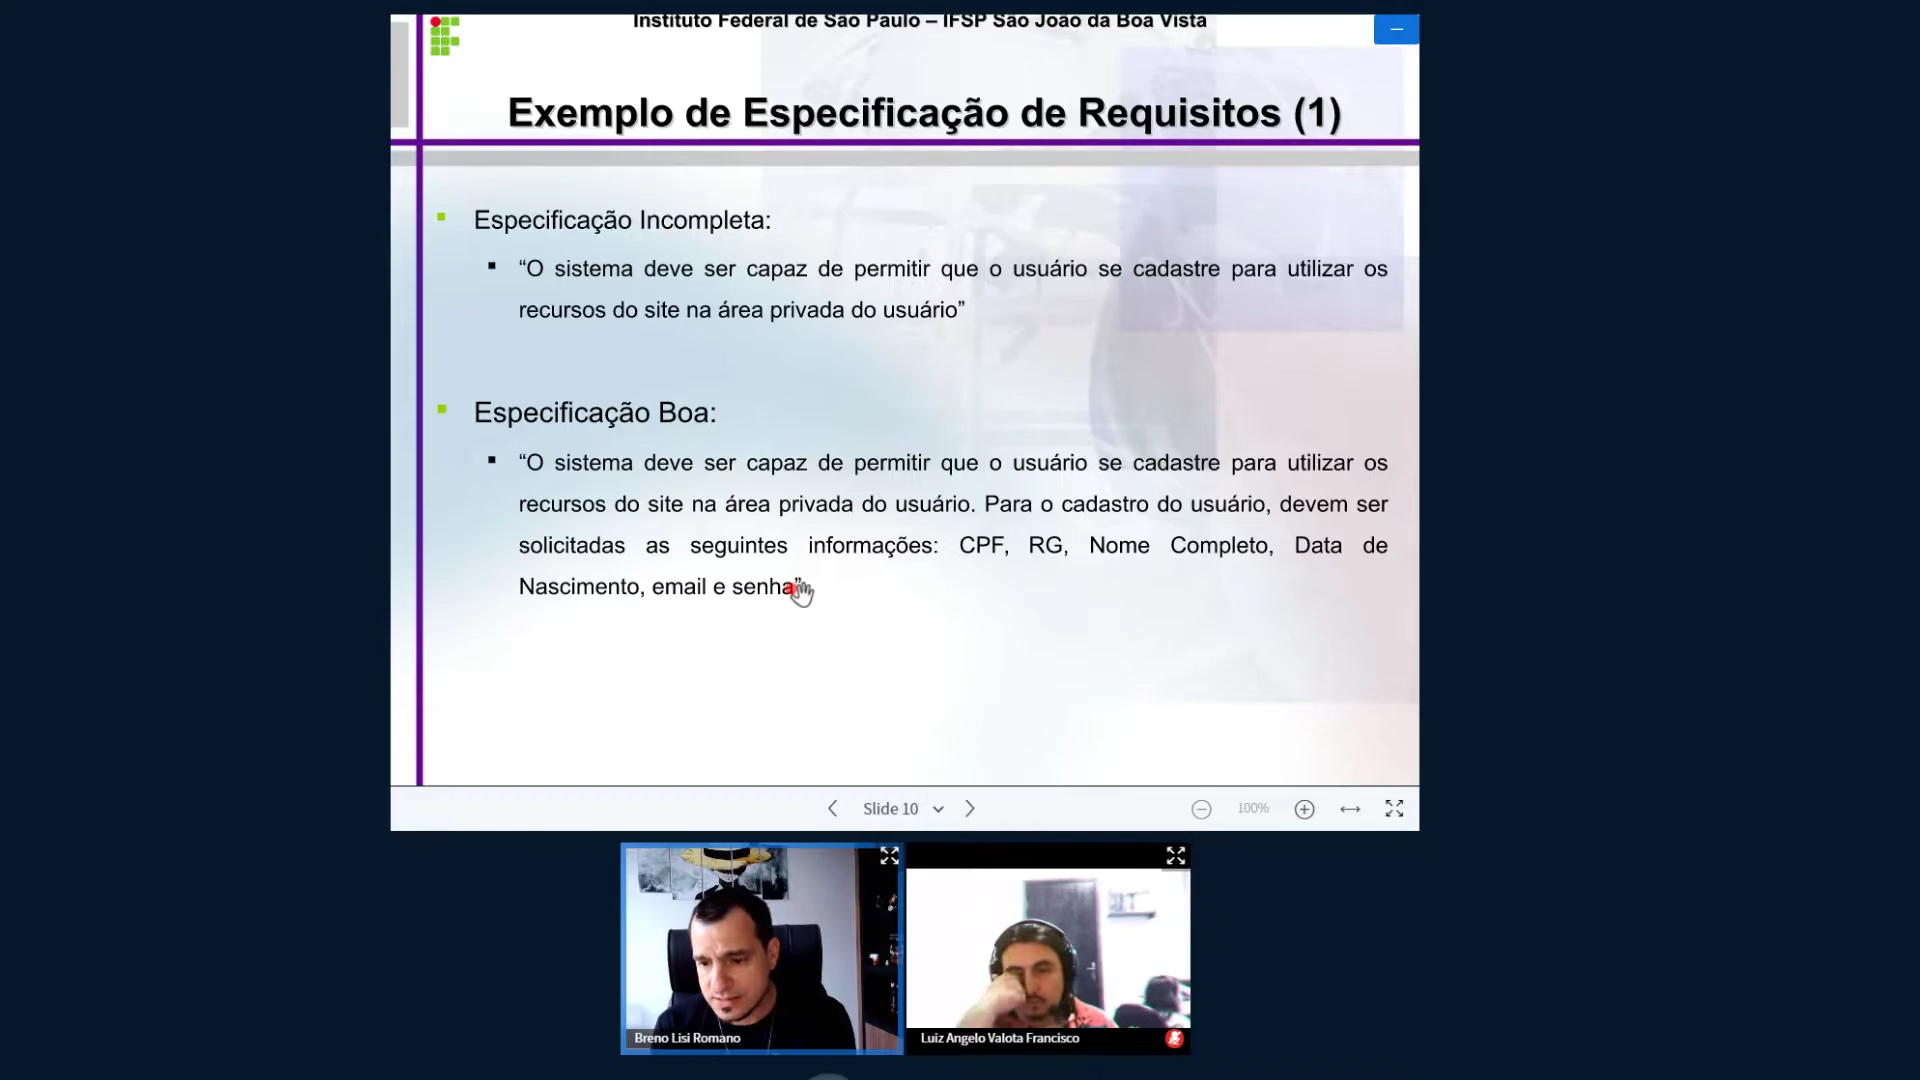 Instituto Federal de São Paulo – IFSP São João da Boa Vista
Exemplo de Especificação de Requisitos (1)
Especificação Incompleta:
“O sistema deve ser capaz de permitir que o usuário se cadastre para utilizar os
recursos do site na área privada do usuário”
Especificação Boa:
“O sistema deve ser capaz de permitir que o usuário se cadastre para utilizar os
recursos do site na área privada do usuário. Para o cadastro do usuário, devem ser
solicitadas as seguintes informações: CPF, RG, Nome Completo, Data de
Nascimento, email e senha”
Slide 10
100%
Breno Lisi Romano
Luiz Angelo Valota Francisco